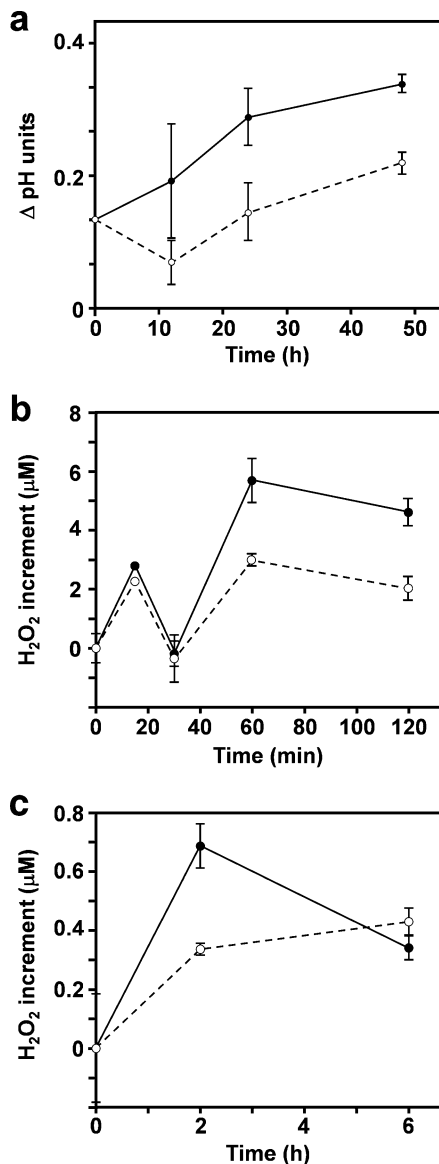 a
Δ pH units
0.4
0.2
0
0 10 20 30 40 50
Time (h)
b
H₂O₂ increment (μM)
8
6
4
2
0
0 20 40 60 80 100 120
Time (min)
c
H₂O₂ increment (μM)
0.8
0.6
0.4
0.2
0
0 2 4 6
Time (h)